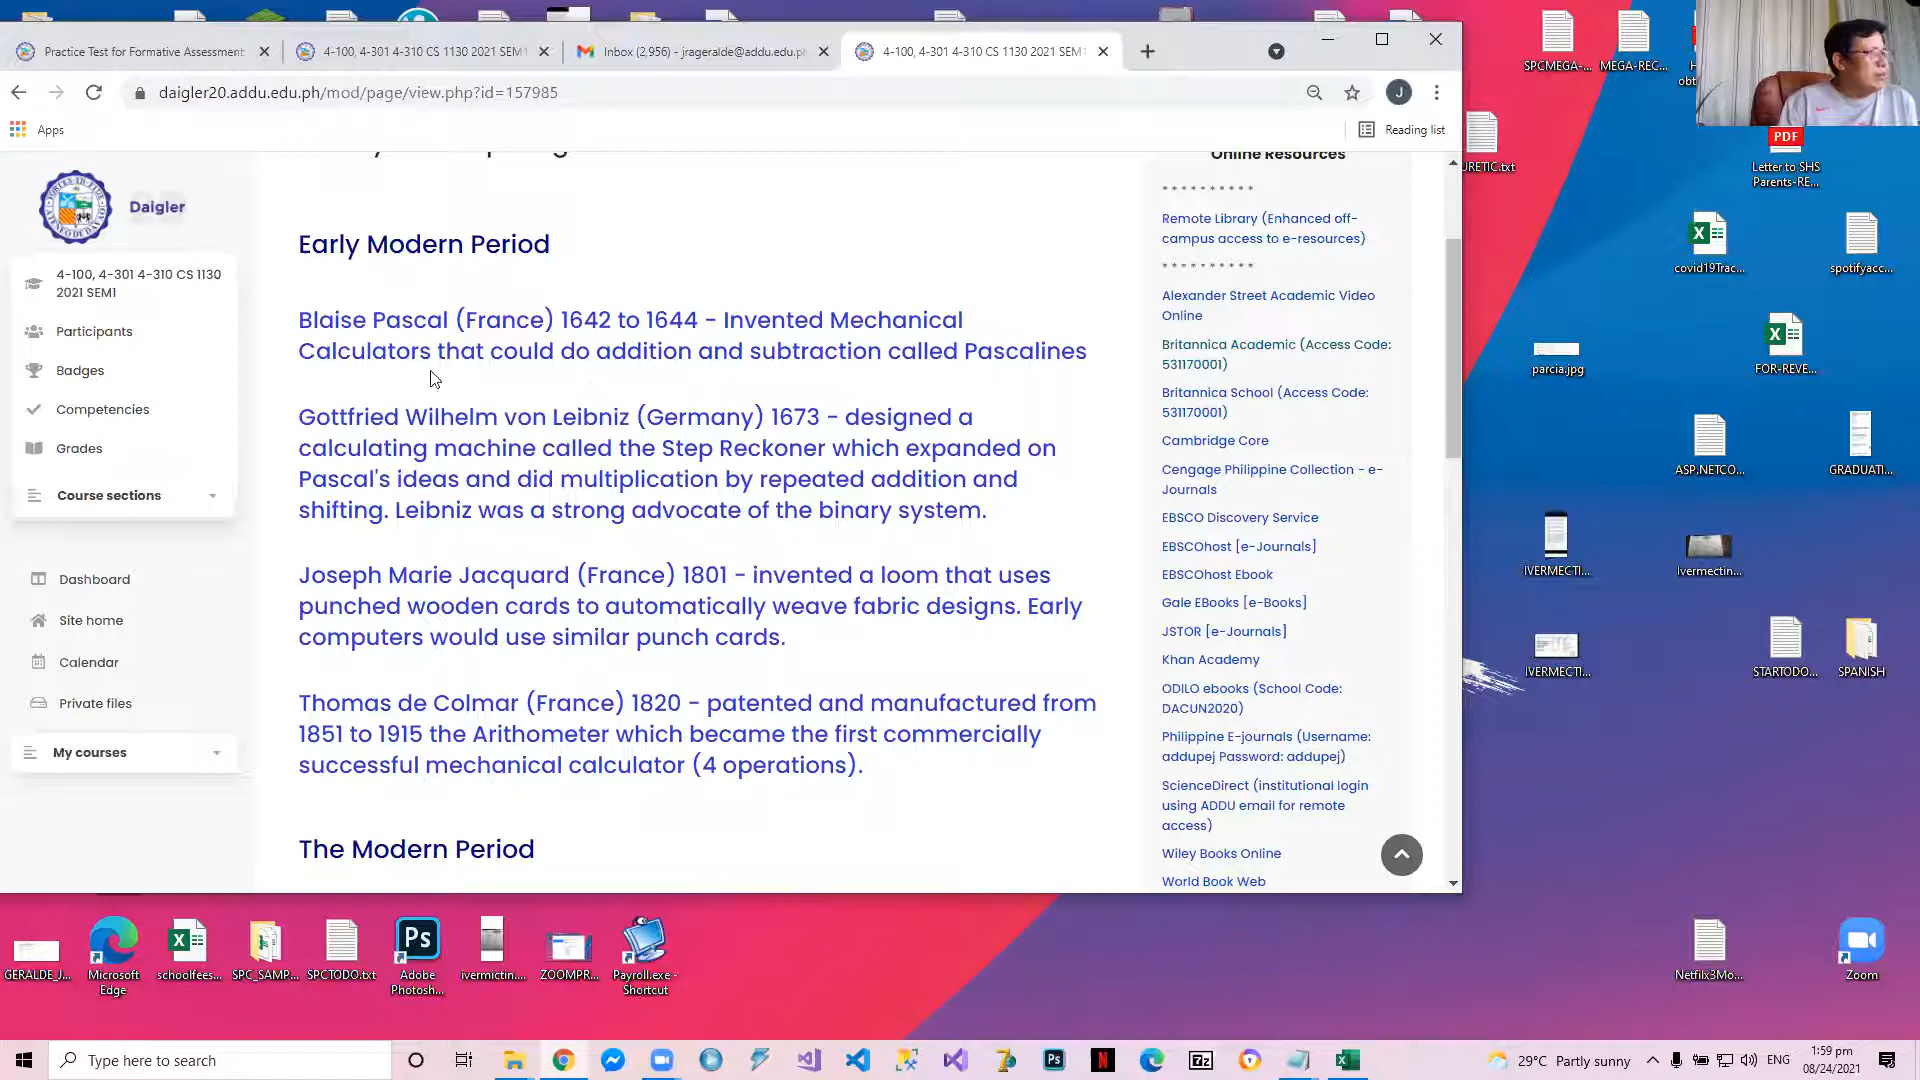 Practice Test for Formative Assessment
4-100, 4-301 4-310 CS 1130 2021 SEM1
Inbox (2,956) - jrageralde@addu.edu.ph
4-100, 4-301 4-310 CS 1130 2021 SEM1
daigler20.addu.edu.ph/mod/page/view.php?id=157985
J
Apps
Reading list
Daigler
4-100, 4-301 4-310 CS 1130
2021 SEM1
Participants
Badges
Competencies
Grades
Course sections
Dashboard
Site home
Calendar
Private files
My courses
Early Modern Period
Blaise Pascal (France) 1642 to 1644 - Invented Mechanical
Calculators that could do addition and subtraction called Pascalines
Gottfried Wilhelm von Leibniz (Germany) 1673 - designed a
calculating machine called the Step Reckoner which expanded on
Pascal's ideas and did multiplication by repeated addition and
shifting. Leibniz was a strong advocate of the binary system.
Joseph Marie Jacquard (France) 1801 - invented a loom that uses
punched wooden cards to automatically weave fabric designs. Early
computers would use similar punch cards.
Thomas de Colmar (France) 1820 - patented and manufactured from
1851 to 1915 the Arithometer which became the first commercially
successful mechanical calculator (4 operations).
The Modern Period
Online Resources
* * * * * * * * * *
Remote Library (Enhanced off-
campus access to e-resources)
* * * * * * * * * *
Alexander Street Academic Video
Online
Britannica Academic (Access Code:
531170001)
Britannica School (Access Code:
531170001)
Cambridge Core
Cengage Philippine Collection - e-
Journals
EBSCO Discovery Service
EBSCOhost [e-Journals]
EBSCOhost Ebook
Gale EBooks [e-Books]
JSTOR [e-Journals]
Khan Academy
ODILO ebooks (School Code:
DACUN2020)
Philippine E-journals (Username:
addupej Password: addupej)
ScienceDirect (institutional login
using ADDU email for remote
access)
Wiley Books Online
World Book Web
SPCMEGA-...
MEGA-REC...
URETIC.txt
PDF
Letter to SHS
Parents-RE...
covid19Trac...
spotifyacc...
parcia.jpg
FOR-REVE...
ASP.NETCO...
GRADUATI...
IVERMECTI...
Ivermectin...
IVERMECTI...
STARTODO...
SPANISH
GERALDE_J...
Microsoft
Edge
schoolfees...
SPC_SAMP...
SPCTODO.txt
Ps
Adobe
Photosh...
ivermictin....
ZOOMPR...
Payroll.exe -
Shortcut
Netfilx3Mo...
Zoom
Type here to search
29°C Partly sunny
ENG
1:59 pm
08/24/2021